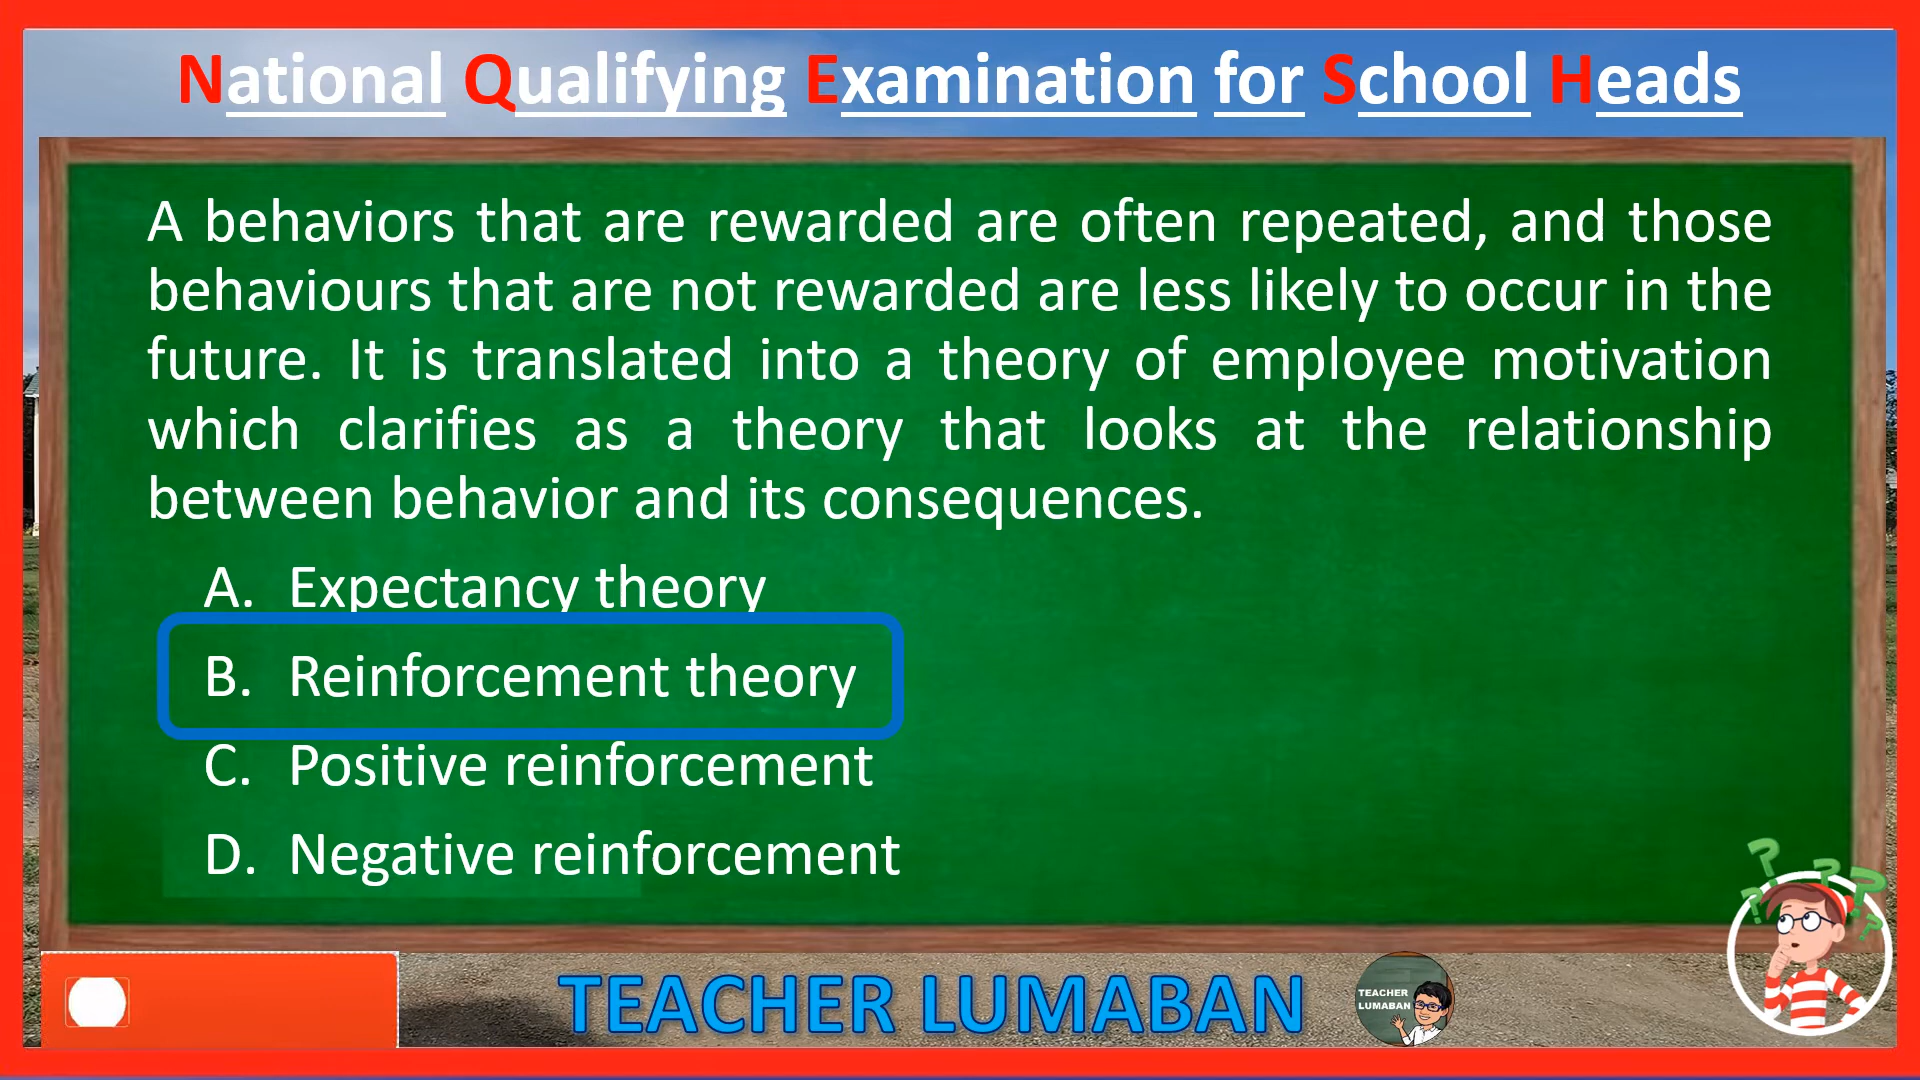 National Qualifying Examination for School Heads
A behaviors that are rewarded are often repeated, and those
behaviours that are not rewarded are less likely to occur in the
future. It is translated into a theory of employee motivation
which clarifies as a theory that looks at the relationship
between behavior and its consequences.
A. Expectancy theory
B. Reinforcement theory
C. Positive reinforcement
D. Negative reinforcement
TEACHER LUMABAN
TEACHER
LUMABAN